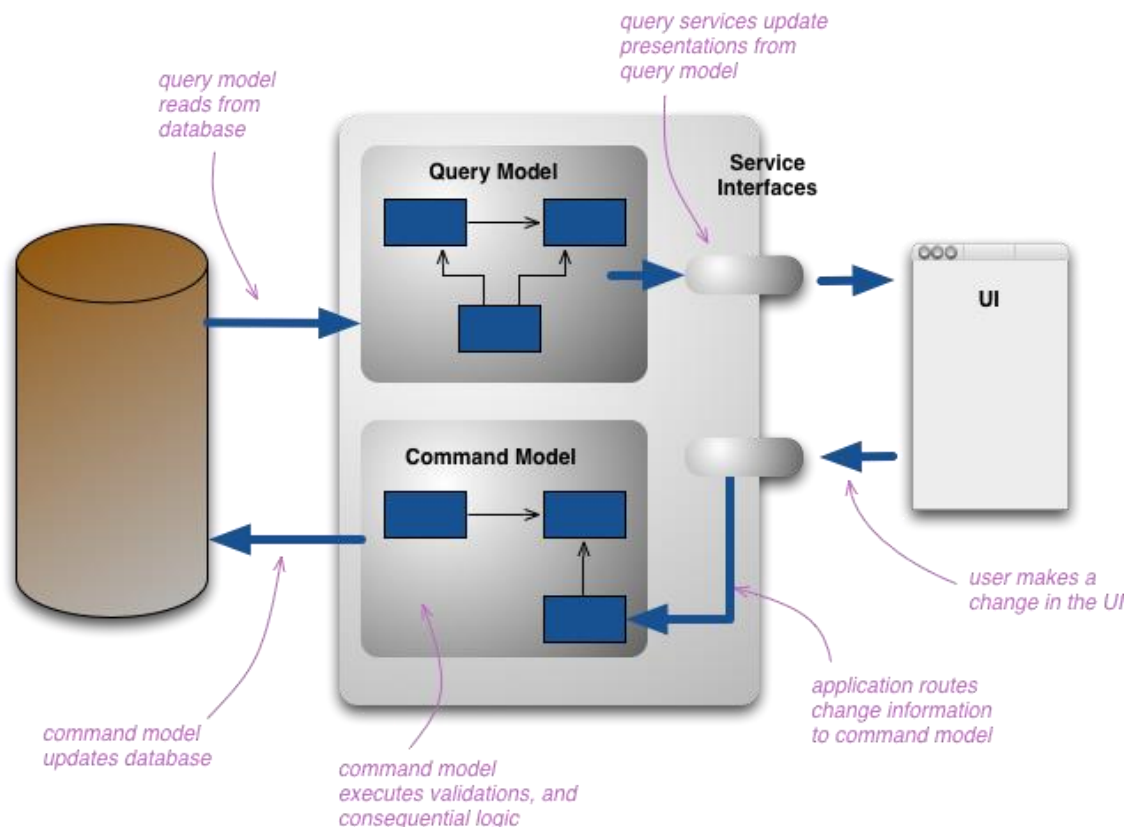 query services update
presentations from
query model
query model
reads from
database
Query Model
Service
Interfaces
UI
Command Model
user makes a
change in the UI
application routes
change information
to command model
command model
updates database
command model
executes validations, and
consequential logic